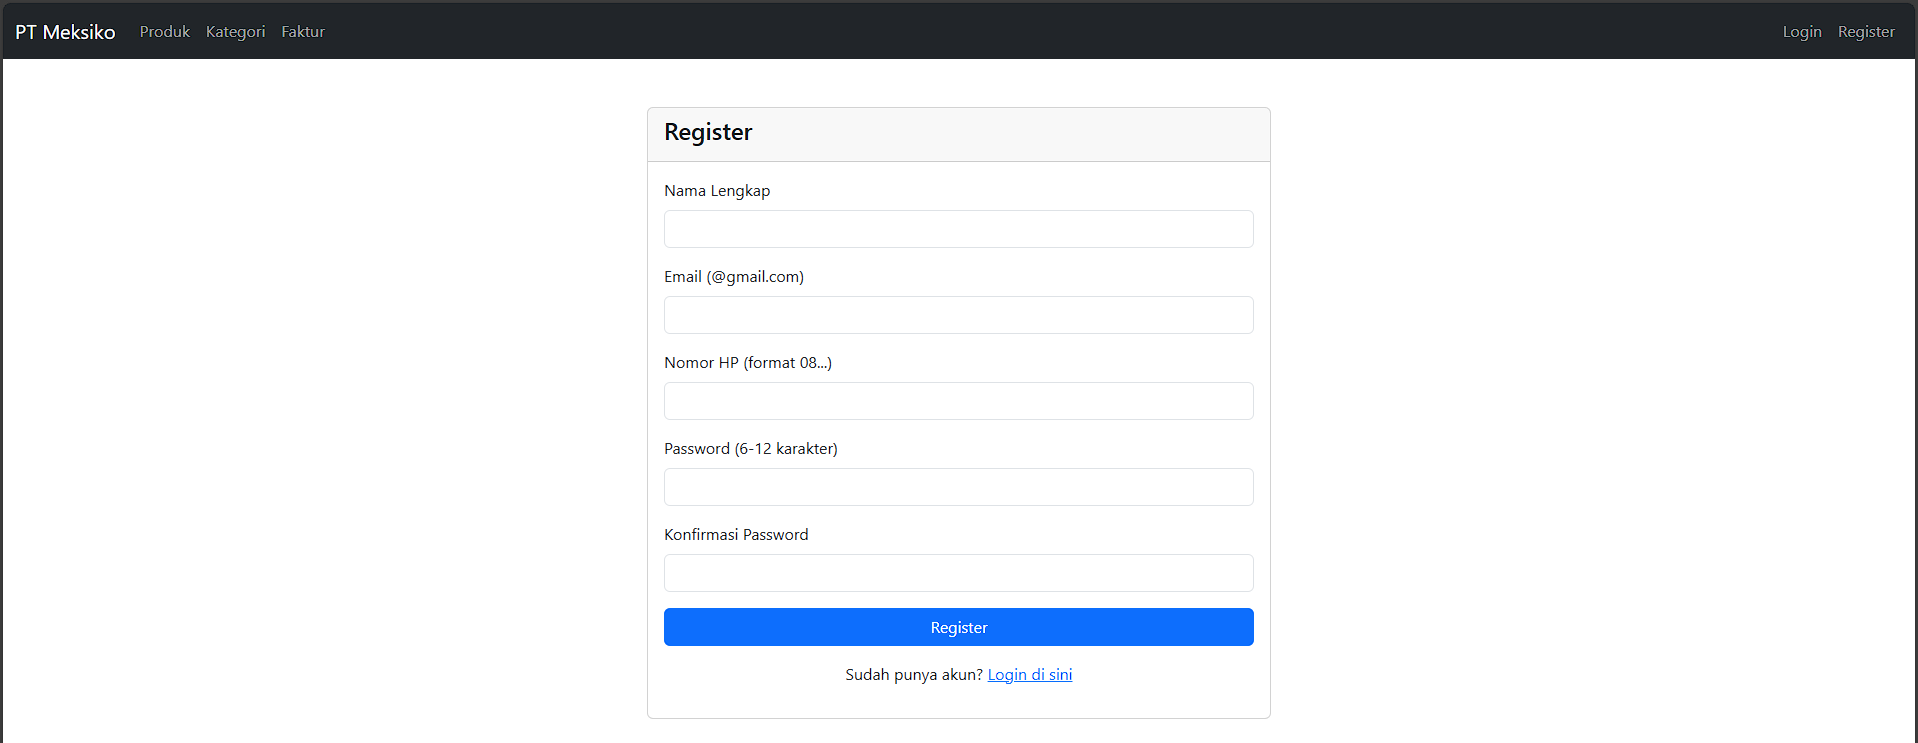 PT Meksiko Produk Kategori Faktur Login Register
Register
Nama Lengkap
Email (@gmail.com)
Nomor HP (format 08...)
Password (6-12 karakter)
Konfirmasi Password
Register
Sudah punya akun? Login di sini